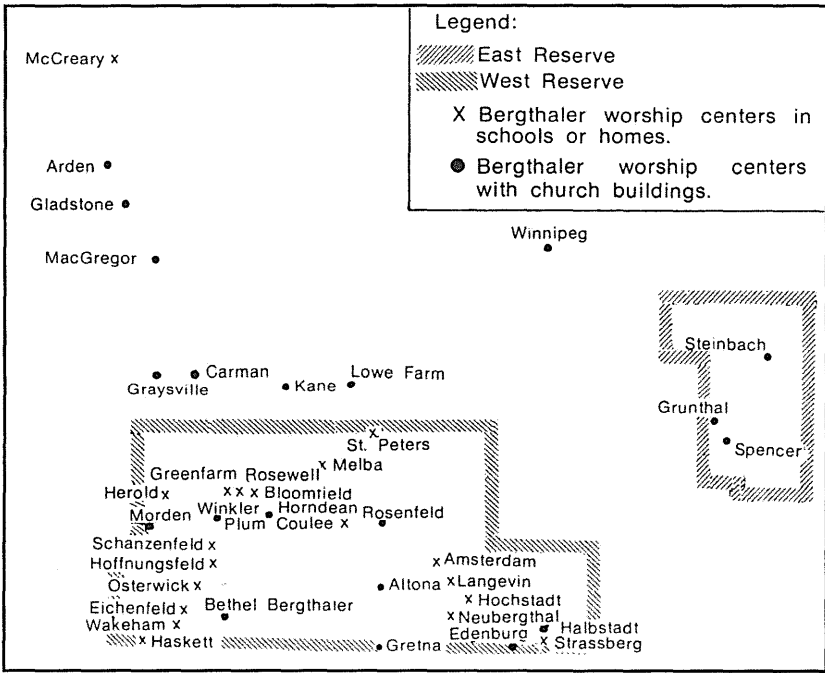 Legend:
East Reserve
West Reserve
X Bergthaler worship centers in
schools or homes.
● Bergthaler worship centers
with church buildings.
McCreary x
Arden
Gladstone
MacGregor
Winnipeg
Steinbach
Grunthal
Spencer
Carman
Graysville
Kane
Lowe Farm
St. Peters
Melba
Greenfarm Rosewell
Herold
Bloomfield
Morden
Winkler
Horndean
Plum Coulee
Rosenfeld
Schanzenfeld
Hoffnungsfeld
Osterwick
Eichenfeld
Wakeham
Haskett
Bethel Bergthaler
Altona
Gretna
Amsterdam
Langevin
Hochstadt
Neubergthal
Edenburg
Halbstadt
Strassberg